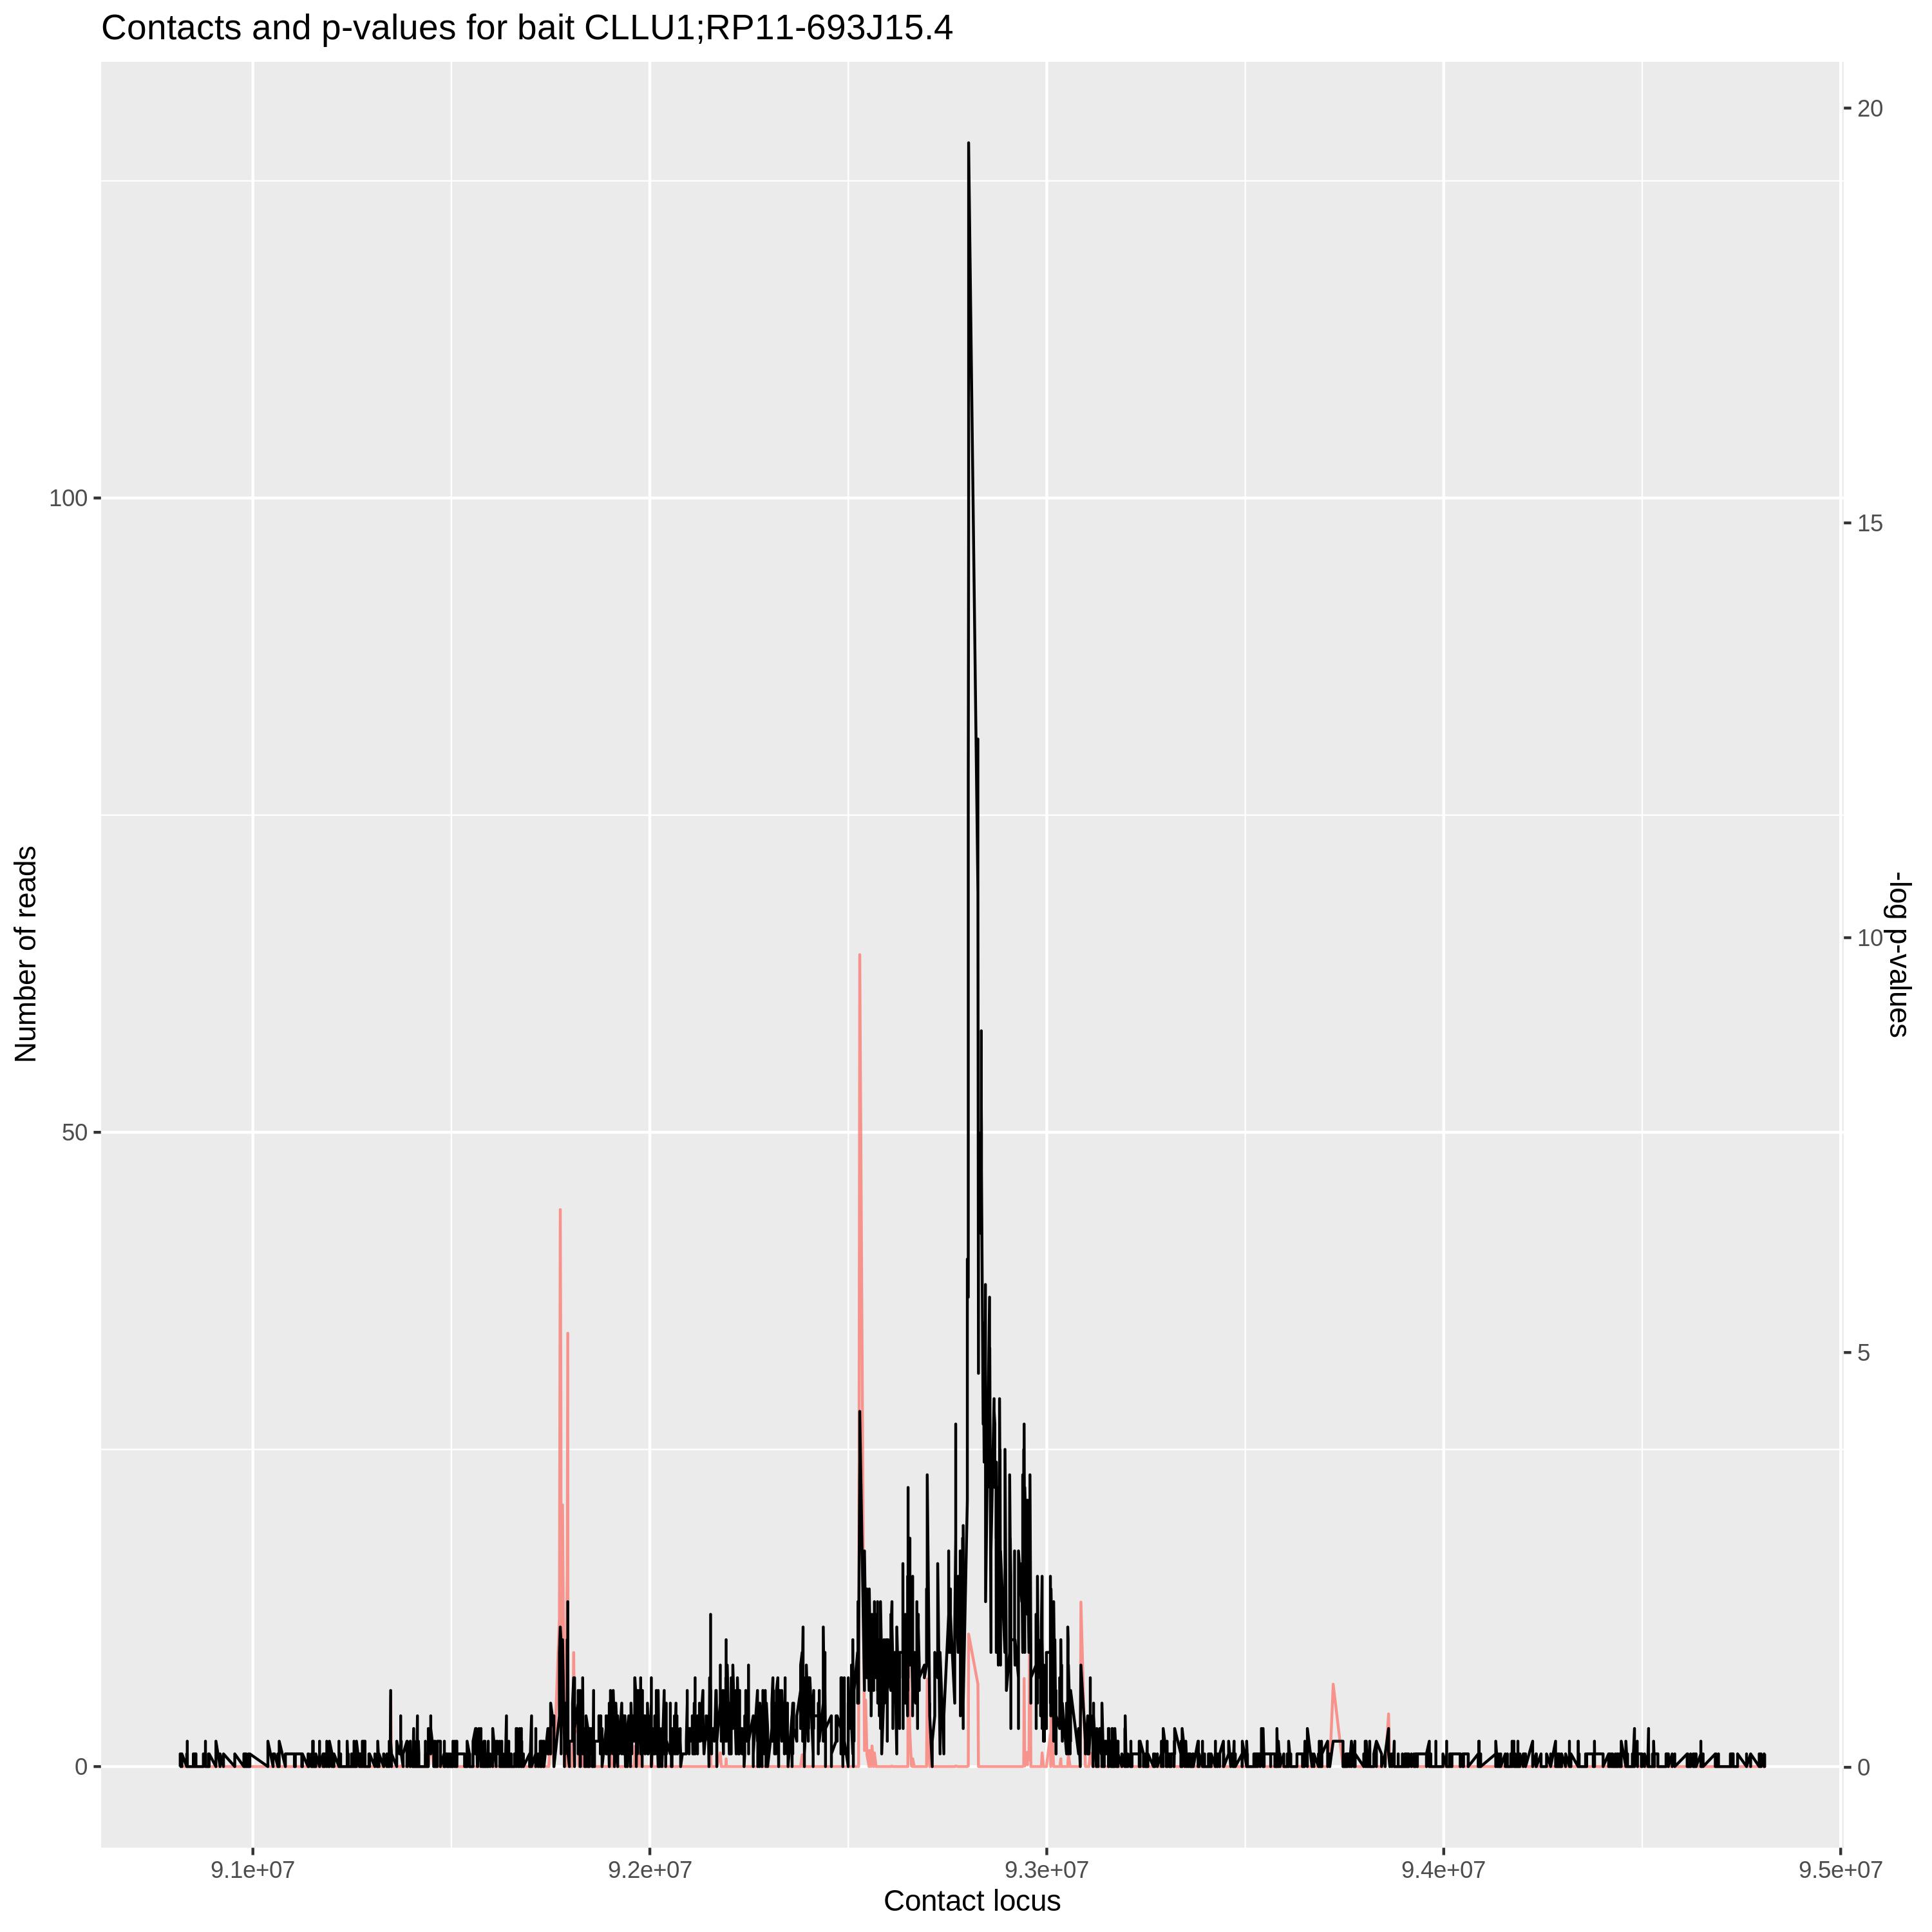 Contacts and p-values for bait CLLU1;RP11-693J15.4
20
15
10
5
0
100
50
0
Number of reads
-log p-values
9.1e+07
9.2e+07
9.3e+07
9.4e+07
9.5e+07
Contact locus